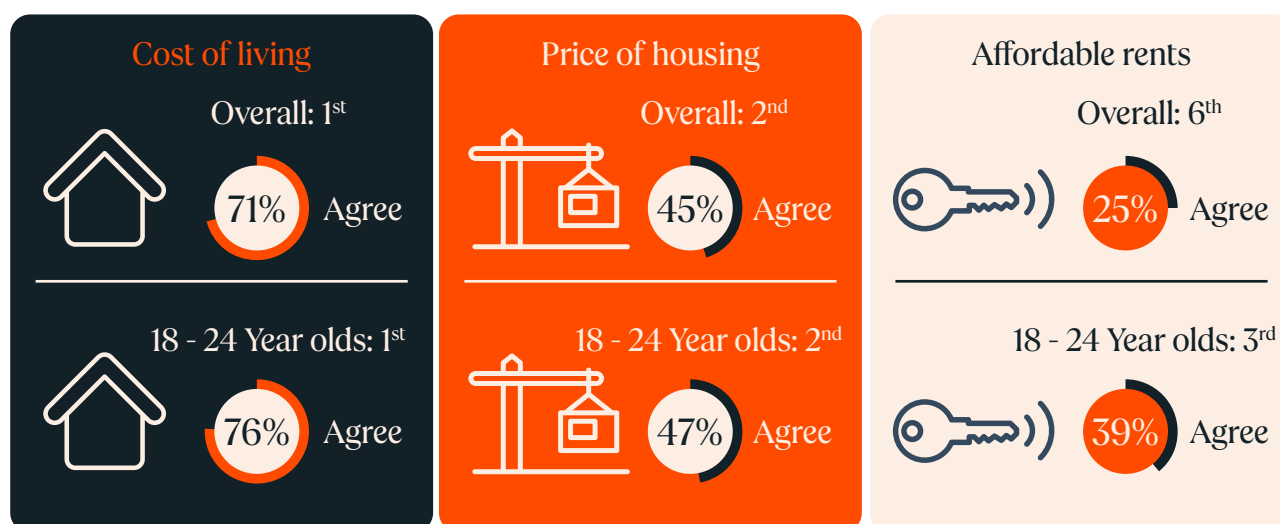 Cost of living
Overall: 1st
71% Agree
18 - 24 Year olds: 1st
76% Agree
Price of housing
Overall: 2nd
45% Agree
18 - 24 Year olds: 2nd
47% Agree
Affordable rents
Overall: 6th
25% Agree
18 - 24 Year olds: 3rd
39% Agree